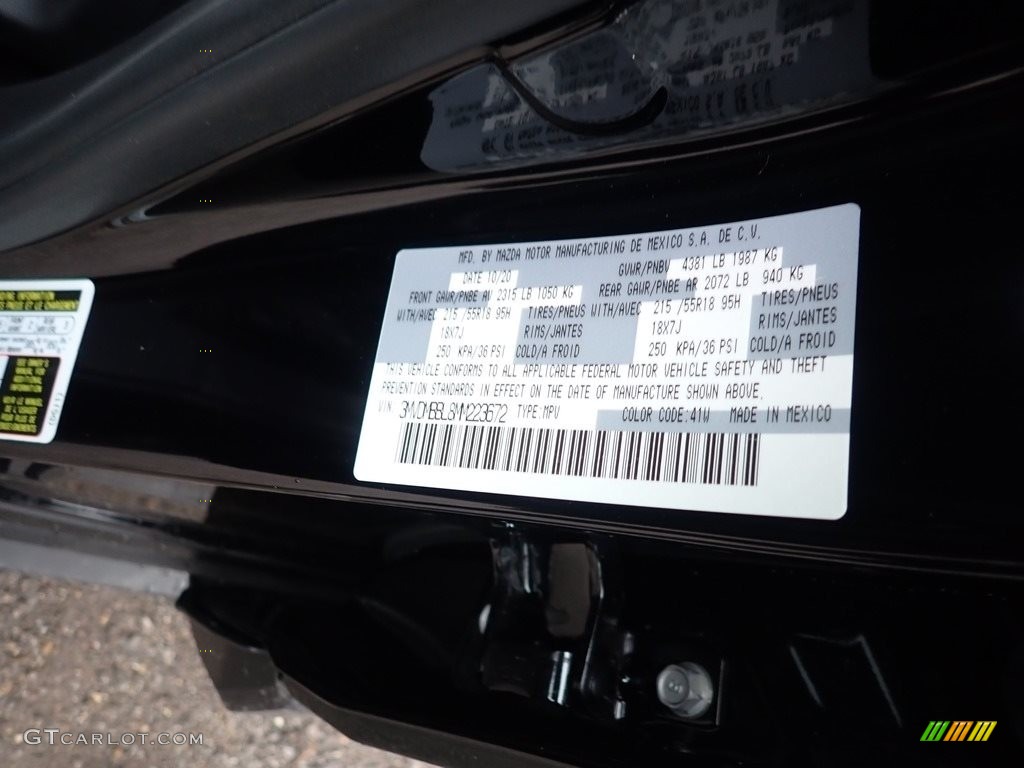 MFD. BY MAZDA MOTOR MANUFACTURING DE MEXICO S.A. DE C.V.
DATE 10/20 GVWR/PNBV 4381 LB 1987 KG
FRONT GAWR/PNBE AV 2315 LB 1050 KG REAR GAWR/PNBE AR 2072 LB 940 KG
WITH/AVEC 215 /55R18 95H TIRES/PNEUS WITH/AVEC 215 /55R18 95H TIRES/PNEUS
18X7J RIMS/JANTES 18X7J RIMS/JANTES
250 KPA/36 PSI COLD/A FROID 250 KPA/36 PSI COLD/A FROID
THIS VEHICLE CONFORMS TO ALL APPLICABLE FEDERAL MOTOR VEHICLE SAFETY AND THEFT
PREVENTION STANDARDS IN EFFECT ON THE DATE OF MANUFACTURE SHOWN ABOVE.
VIN: 3MVDMBBL8MM223672 TYPE:MPV COLOR CODE:41W MADE IN MEXICO
GTCARLOT.COM